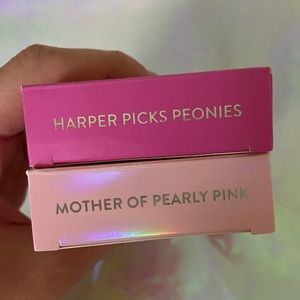 HARPER PICKS PEONIES
MOTHER OF PEARLY PINK